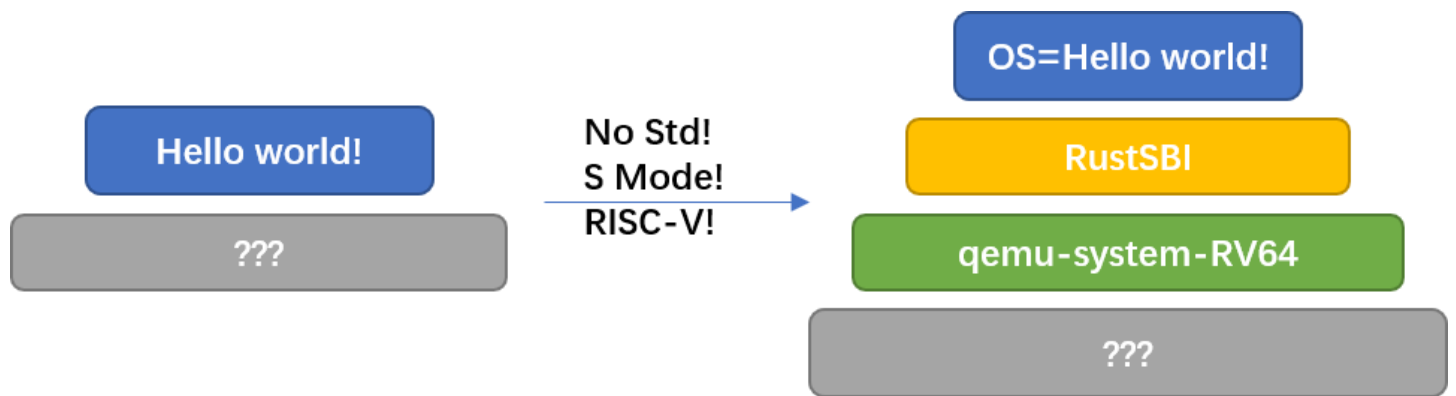 Hello world!
???
No Std!
S Mode!
RISC-V!
OS=Hello world!
RustSBI
qemu-system-RV64
???